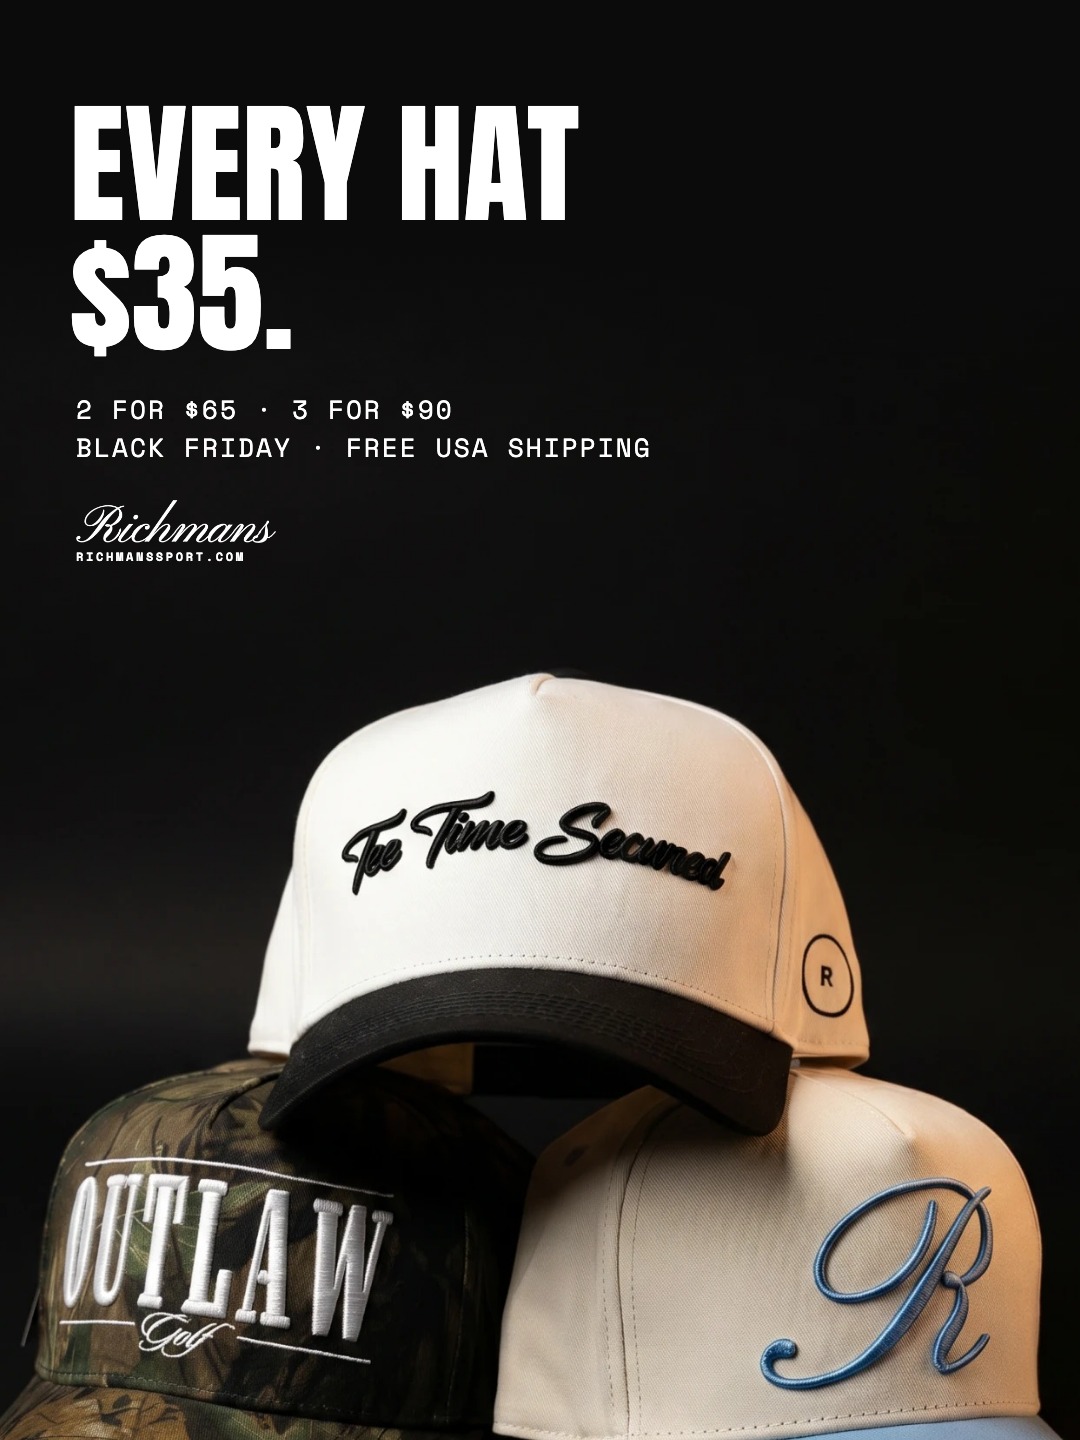 EVERY HAT
$35.
2 FOR $65 · 3 FOR $90
BLACK FRIDAY · FREE USA SHIPPING
Richmans
RICHMANSSPORT.COM
Tee Time Secured
R
OUTLAW
Golf
R